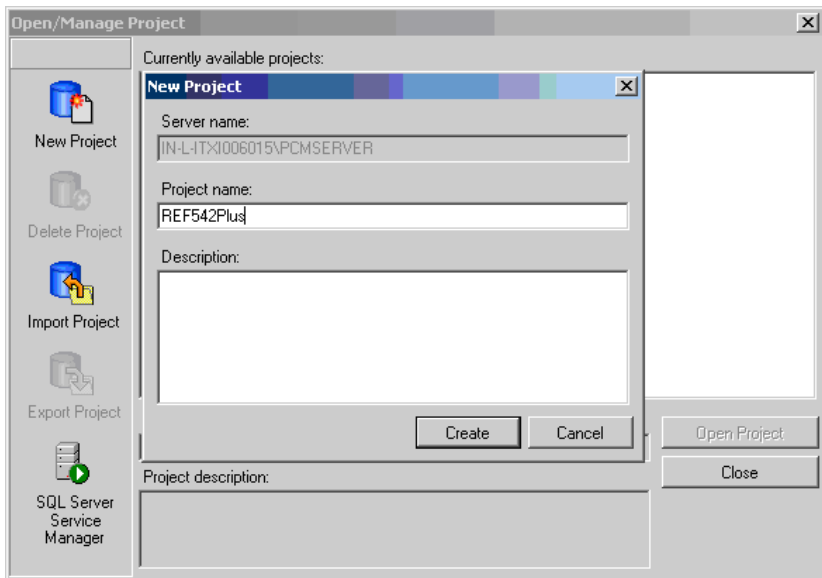 Open/Manage Project
Currently available projects:
New Project
Delete Project
Import Project
Export Project
SQL Server
Service
Manager
New Project
Server name:
IN-L-ITXI006015\PCMSERVER
Project name:
REF542Plus
Description:
Create
Cancel
Open Project
Close
Project description: